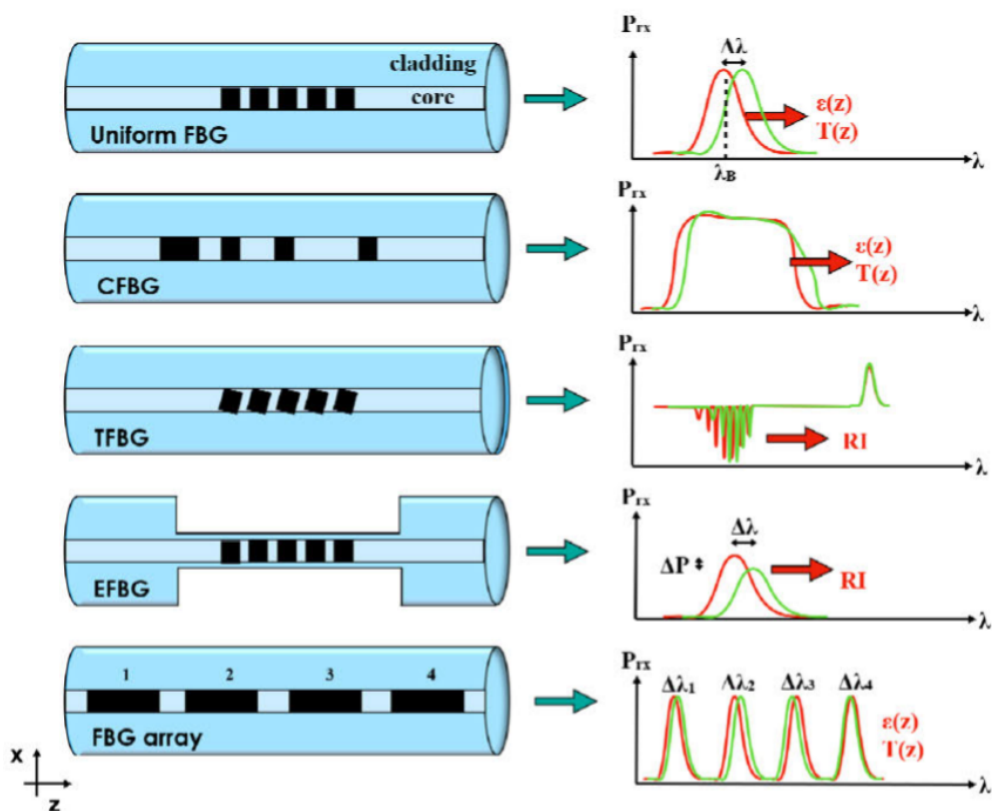 cladding
core
Uniform FBG
Pᵣₓ
Δλ
ε(z)
T(z)
λ_B
λ
CFBG
Pᵣₓ
ε(z)
T(z)
λ
TFBG
Pᵣₓ
RI
λ
EFBG
Pᵣₓ
Δλ
ΔP
RI
λ
1 2 3 4
FBG array
Pᵣₓ
Δλ₁ Δλ₂ Δλ₃ Δλ₄
ε(z)
T(z)
λ
x
z